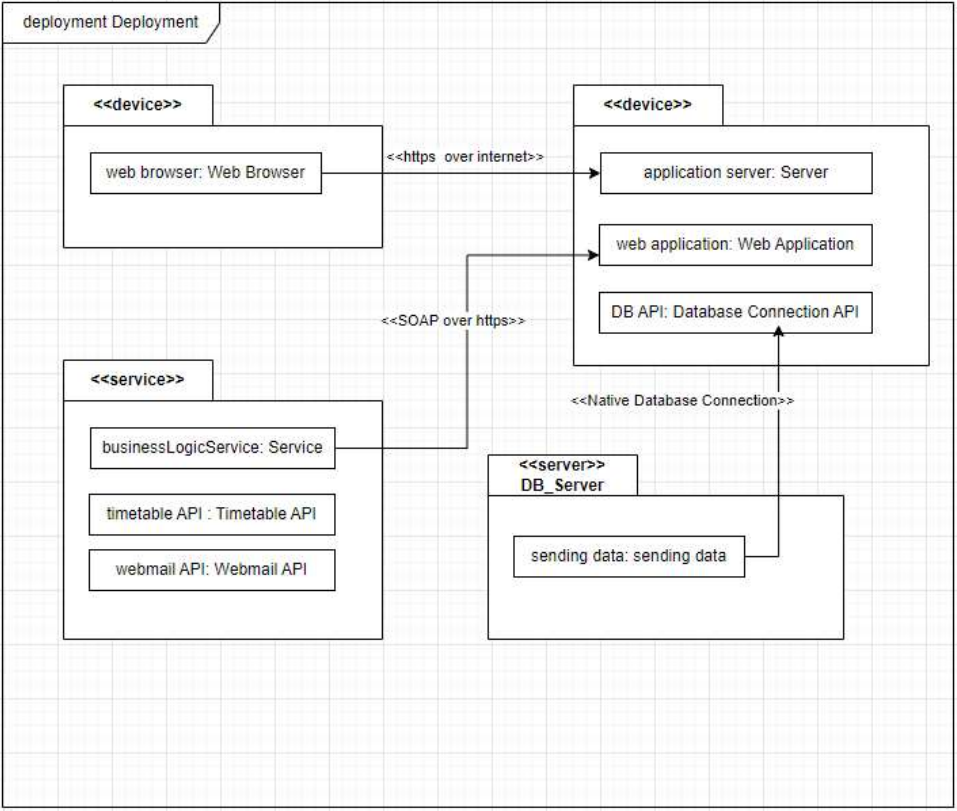 deployment Deployment
<<device>>
web browser: Web Browser
<<https  over internet>>
<<device>>
application server: Server
web application: Web Application
DB API: Database Connection API
<<SOAP over https>>
<<service>>
businessLogicService: Service
timetable API : Timetable API
webmail API: Webmail API
<<Native Database Connection>>
<<server>>
DB_Server
sending data: sending data